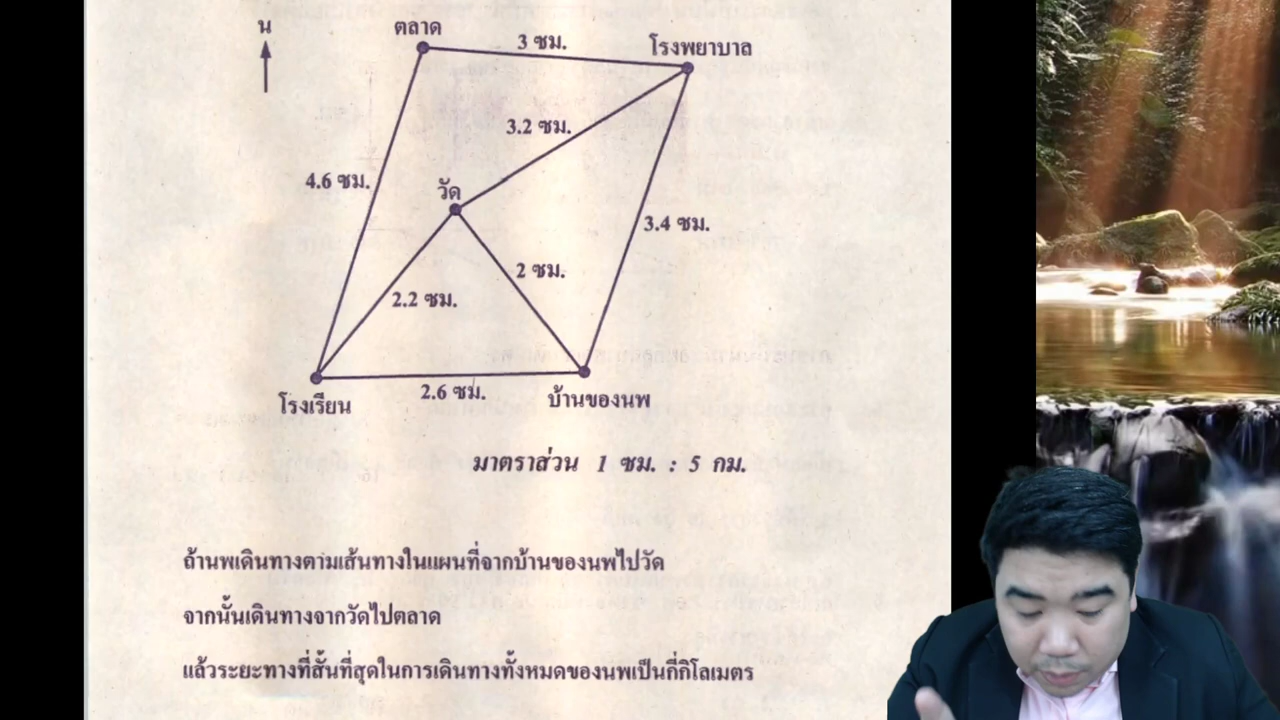 น
ตลาด
3 ซม.
โรงพยาบาล
3.2 ซม.
4.6 ซม.
วัด
3.4 ซม.
2 ซม.
2.2 ซม.
2.6 ซม.
โรงเรียน
บ้านของนพ
มาตราส่วน 1 ซม. : 5 กม.
ถ้านพเดินทางตามเส้นทางในแผนที่จากบ้านของนพไปวัด
จากนั้นเดินทางจากวัดไปตลาด
แล้วระยะทางที่สั้นที่สุดในการเดินทางทั้งหมดของนพเป็นกี่กิโลเมตร